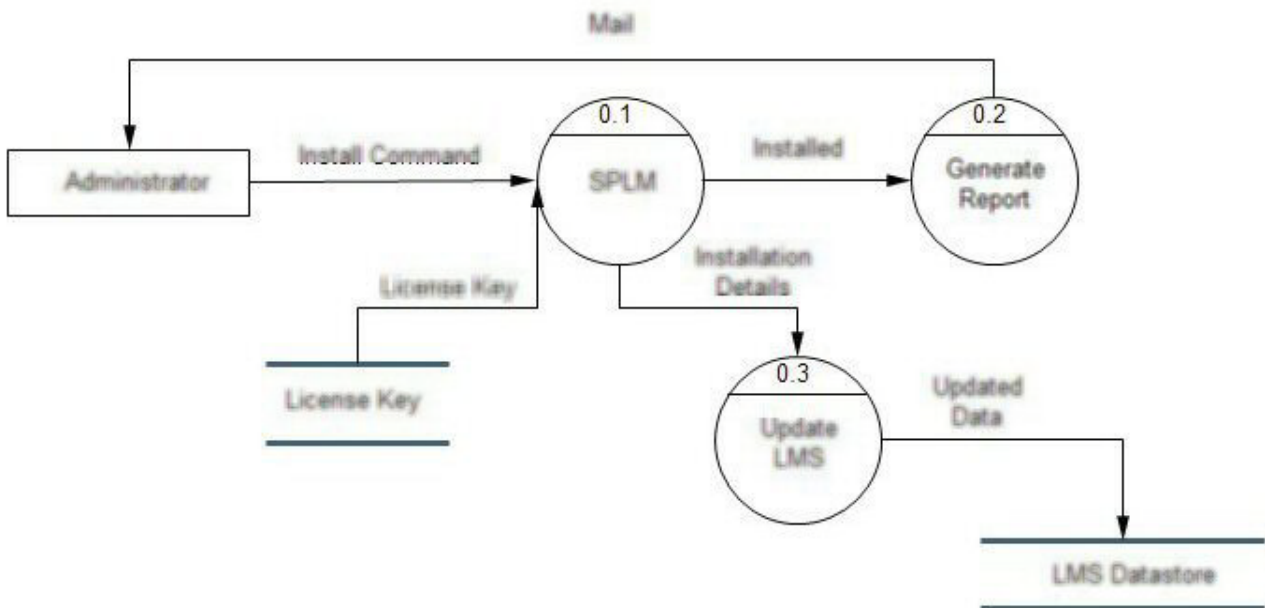 Mail
0.1
0.2
Install Command
Installed
Administrator
SPLM
Generate
Report
Installation
Details
License Key
0.3
License Key
Updated
Data
Update
LMS
LMS Datastore